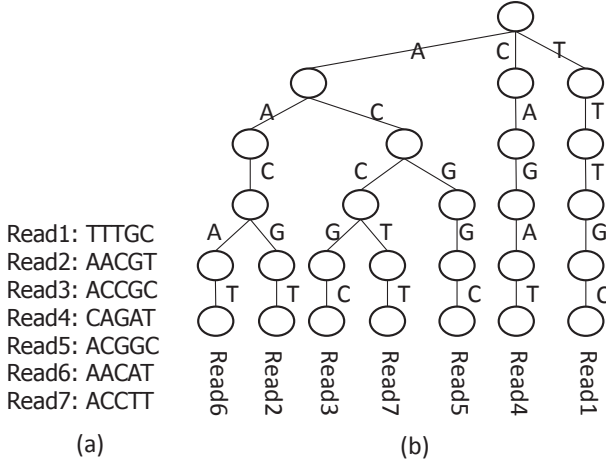 A C T
A C A T
C C G G T
Read1: TTTGC
A G G T G A G
Read2: AACGT
Read3: ACCGC
T T C T C T C
Read4: CAGAT
Read5: ACGGC
Read6: AACAT
Read7: ACCTT
Read6 Read2 Read3 Read7 Read5 Read4 Read1
(a) (b)